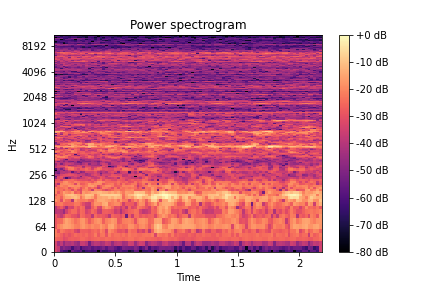 Power spectrogram
8192
4096
2048
1024
512
256
128
64
0
Hz
0 0.5 1 1.5 2
Time
+0 dB
-10 dB
-20 dB
-30 dB
-40 dB
-50 dB
-60 dB
-70 dB
-80 dB